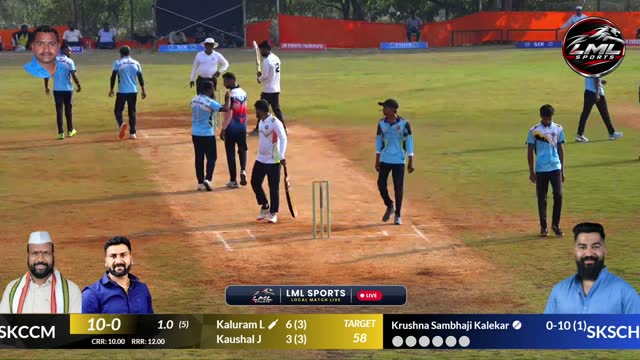 LML
SPORTS
LML SPORTS
LOCAL MATCH LIVE
LIVE
SKCCM
10-0
1.0 (5)
CRR: 10.00 RRR: 12.00
Kaluram L 6 (3)
Kaushal J 3 (3)
TARGET
58
Krushna Sambhaji Kalekar
0-10 (1)
SKSCH